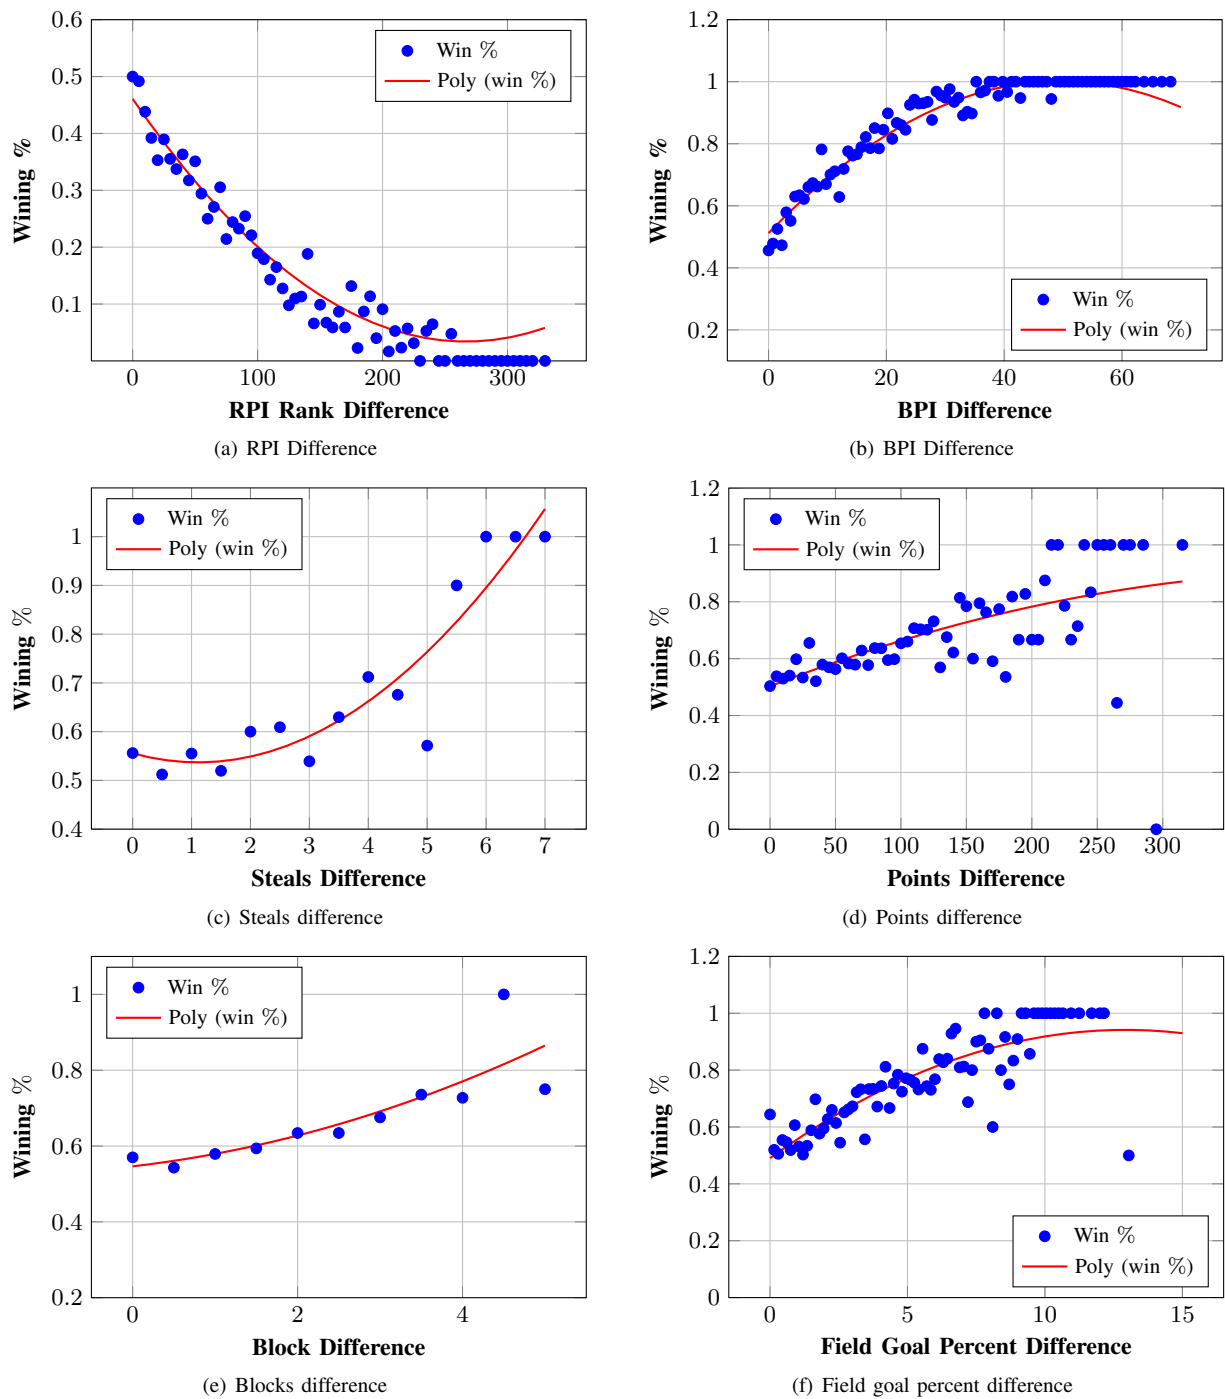 0.6
0.5
0.4
0.3
0.2
0.1
Wining %
Win %
Poly (win %)
0 100 200 300
RPI Rank Difference
(a) RPI Difference
1.2
1
0.8
0.6
0.4
0.2
Wining %
Win %
Poly (win %)
0 20 40 60
BPI Difference
(b) BPI Difference
1
0.9
0.8
0.7
0.6
0.5
0.4
Wining %
Win %
Poly (win %)
0 1 2 3 4 5 6 7
Steals Difference
(c) Steals difference
1.2
1
0.8
0.6
0.4
0.2
0
Wining %
Win %
Poly (win %)
0 50 100 150 200 250 300
Points Difference
(d) Points difference
1
0.8
0.6
0.4
0.2
Wining %
Win %
Poly (win %)
0 2 4
Block Difference
(e) Blocks difference
1.2
1
0.8
0.6
0.4
0.2
0
Wining %
Win %
Poly (win %)
0 5 10 15
Field Goal Percent Difference
(f) Field goal percent difference